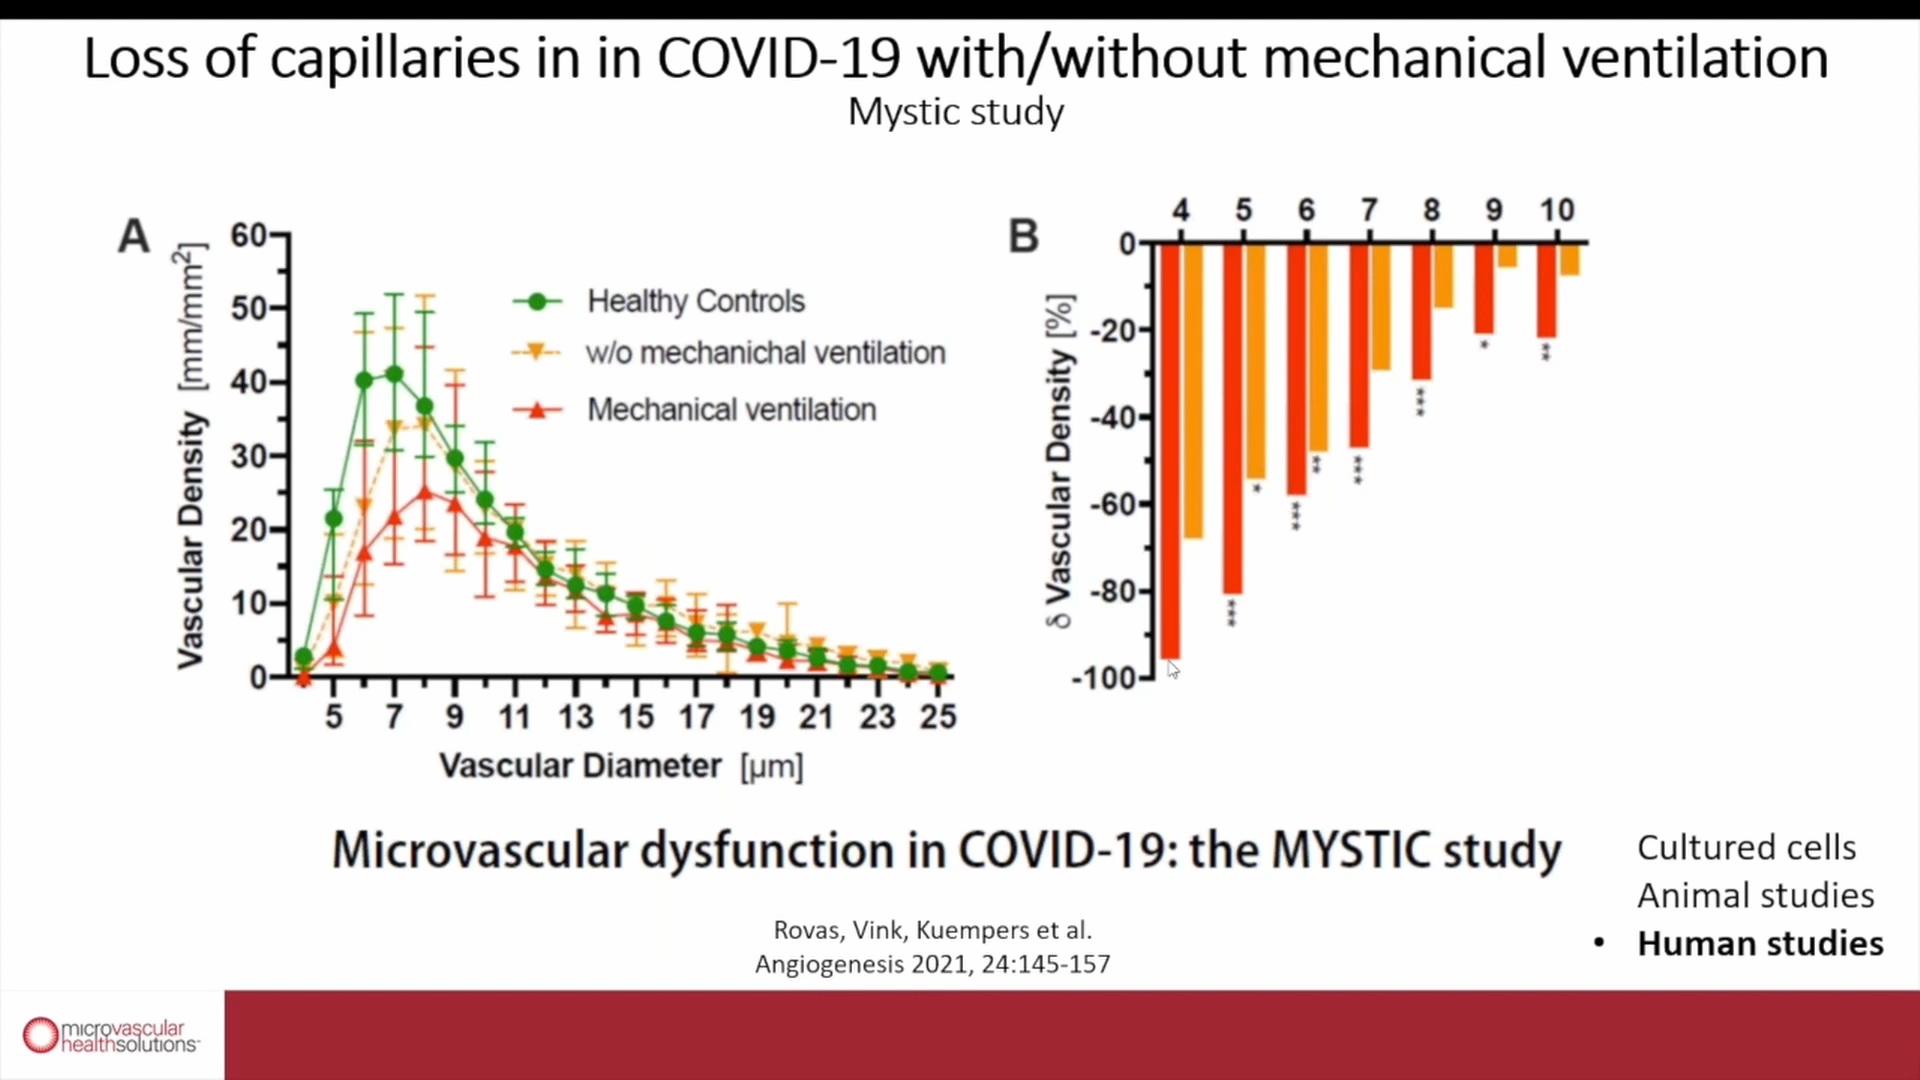 Loss of capillaries in in COVID-19 with/without mechanical ventilation
Mystic study
A
Vascular Density [mm/mm²]
60
50
40
30
20
10
0
Healthy Controls
w/o mechanichal ventilation
Mechanical ventilation
5 7 9 11 13 15 17 19 21 23 25
Vascular Diameter [µm]
B
4 5 6 7 8 9 10
δ Vascular Density [%]
0
-20
-40
-60
-80
-100
*** * *** ** *** *** * **
Microvascular dysfunction in COVID-19: the MYSTIC study
Rovas, Vink, Kuempers et al.
Angiogenesis 2021, 24:145-157
Cultured cells
Animal studies
• Human studies
microvascular
healthsolutions